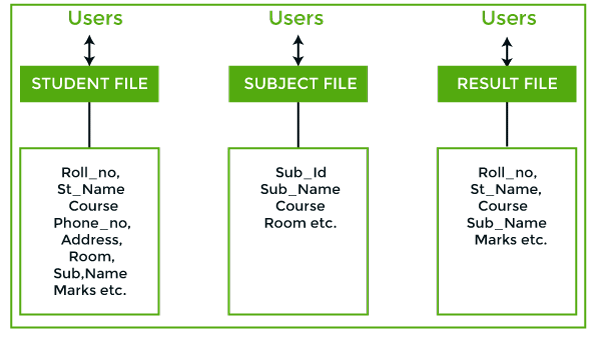 Users
Users
Users
STUDENT FILE
SUBJECT FILE
RESULT FILE
Roll_no,
St_Name
Course
Phone_no,
Address,
Room,
Sub,Name
Marks etc.
Sub_Id
Sub_Name
Course
Room etc.
Roll_no,
St_Name,
Course
Sub_Name
Marks etc.